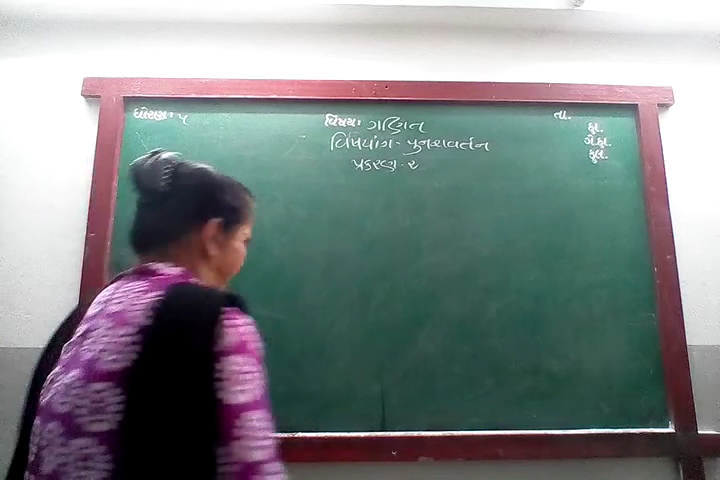 ધોરણ: ૫
વિષય: ગણિત
તા.
વિષયાંગ - પુનરાવર્તન
હા.
ગે.હા.
પ્રકરણ - ૨
કુલ.